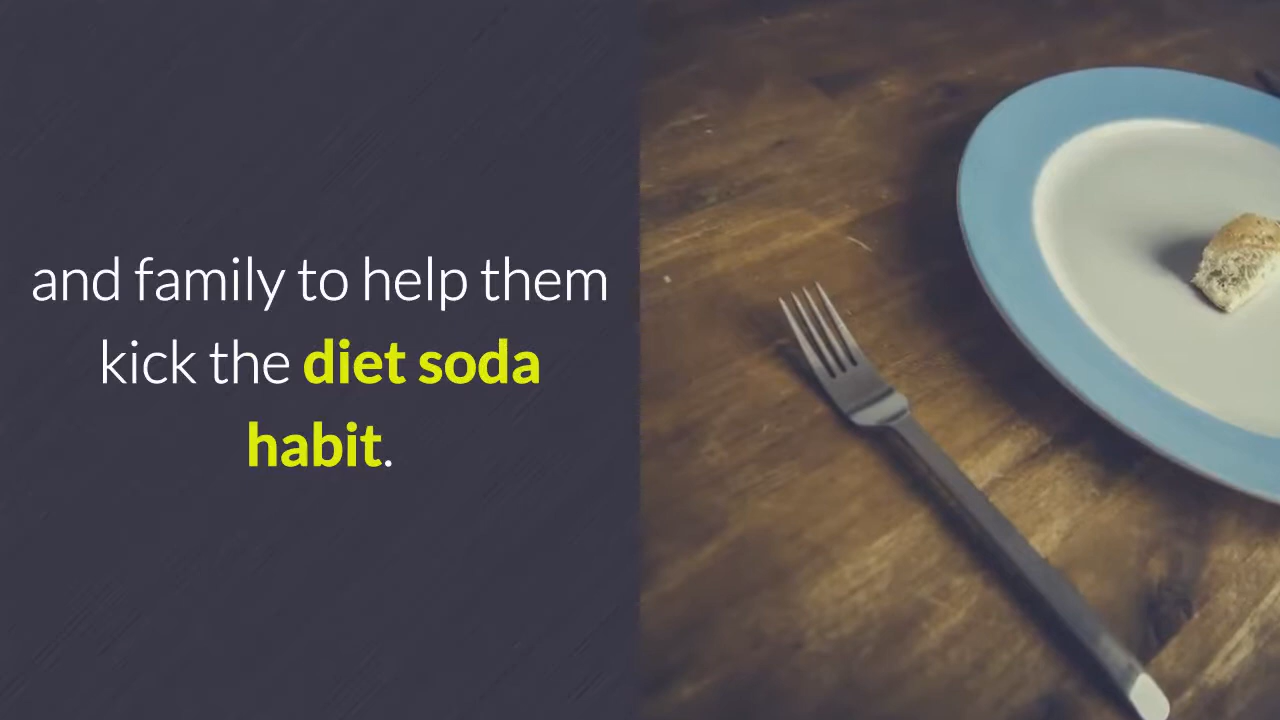 and family to help them
kick the diet soda
habit.